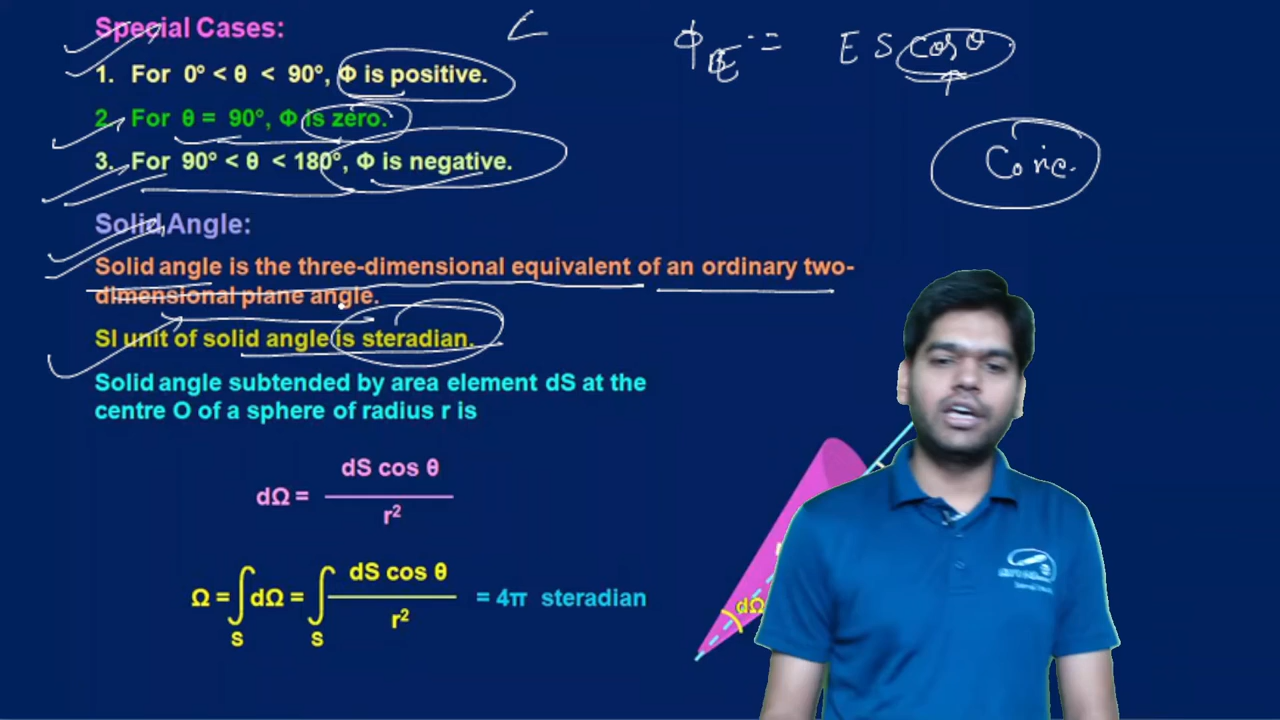 Special Cases:
Φ_E = E S cos θ
1. For 0° < θ < 90°, Φ is positive.
2. For θ = 90°, Φ is zero.
3. For 90° < θ < 180°, Φ is negative.
Cone.
Solid Angle:
Solid angle is the three-dimensional equivalent of an ordinary two-
dimensional plane angle.
SI unit of solid angle is steradian.
Solid angle subtended by area element dS at the
centre O of a sphere of radius r is
dΩ = dS cos θ / r²
Ω = ∫S dΩ = ∫S dS cos θ / r² = 4π steradian
dΩ